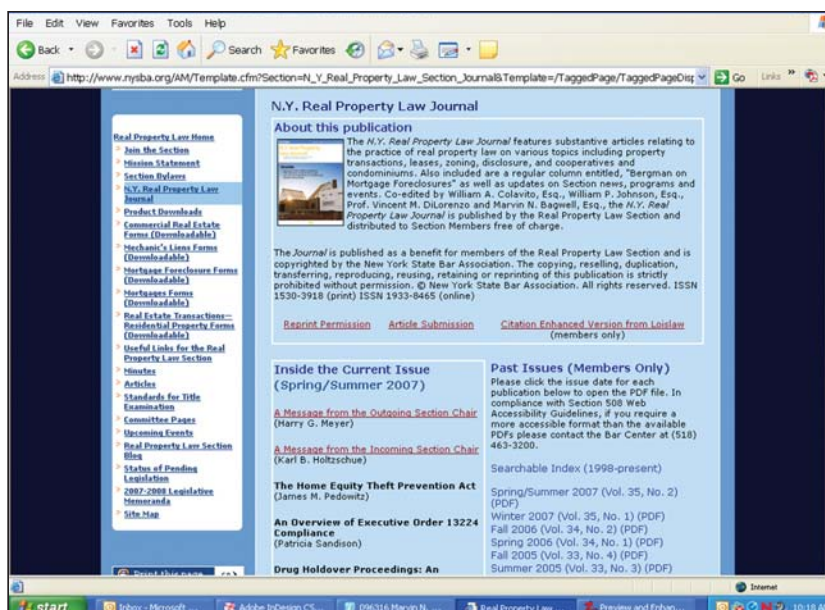 File Edit View Favorites Tools Help
Back Search Favorites
Address http://www.nysba.org/AM/Template.cfm?Section=N_Y_Real_Property_Law_Section_Journal&Template=/TaggedPage/TaggedPageDisp Go Links »
Real Property Law Home
Join the Section
Mission Statement
Section Bylaws
N.Y. Real Property Law
Journal
Product Downloads
Commercial Real Estate
Forms (Downloadable)
Mechanic's Liens Forms
(Downloadable)
Mortgage Foreclosure Forms
(Downloadable)
Mortgages Forms
(Downloadable)
Real Estate Transactions—
Residential Property Forms
(Downloadable)
Useful Links for the Real
Property Law Section
Minutes
Articles
Standards for Title
Examination
Committee Pages
Upcoming Events
Real Property Law Section
Blog
Status of Pending
Legislation
2007-2008 Legislative
Memoranda
Site Map
Print this page
N.Y. Real Property Law Journal
About this publication
The N.Y. Real Property Law Journal features substantive articles relating to
the practice of real property law on various topics including property
transactions, leases, zoning, disclosure, and cooperatives and
condominiums. Also included are a regular column entitled, "Bergman on
Mortgage Foreclosures" as well as updates on Section news, programs and
events. Co-edited by William A. Colavito, Esq., William P. Johnson, Esq.,
Prof. Vincent M. DiLorenzo and Marvin N. Bagwell, Esq., the N.Y. Real
Property Law Journal is published by the Real Property Law Section and
distributed to Section Members free of charge.
The Journal is published as a benefit for members of the Real Property Law Section and is
copyrighted by the New York State Bar Association. The copying, reselling, duplication,
transferring, reproducing, reusing, retaining or reprinting of this publication is strictly
prohibited without permission. © New York State Bar Association. All rights reserved. ISSN
1530-3918 (print) ISSN 1933-8465 (online)
Reprint Permission Article Submission Citation Enhanced Version from Loislaw
(members only)
Inside the Current Issue
(Spring/Summer 2007)
A Message from the Outgoing Section Chair
(Harry G. Meyer)
A Message from the Incoming Section Chair
(Karl B. Holtzschue)
The Home Equity Theft Prevention Act
(James M. Pedowitz)
An Overview of Executive Order 13224
Compliance
(Patricia Sandison)
Drug Holdover Proceedings: An
Past Issues (Members Only)
Please click the issue date for each
publication below to open the PDF file. In
compliance with Section 508 Web
Accessibility Guidelines, if you require a
more accessible format than the available
PDFs please contact the Bar Center at (518)
463-3200.
Searchable Index (1998-present)
Spring/Summer 2007 (Vol. 35, No. 2)
(PDF)
Winter 2007 (Vol. 35, No. 1) (PDF)
Fall 2006 (Vol. 34, No. 2) (PDF)
Spring 2006 (Vol. 34, No. 1) (PDF)
Fall 2005 (Vol. 33, No. 4) (PDF)
Summer 2005 (Vol. 33, No. 3) (PDF)
Internet
start Inbox - Microsoft ... Adobe InDesign CS... 096316 Marvin N. ... Real Property Law ... Preview and Enhan...